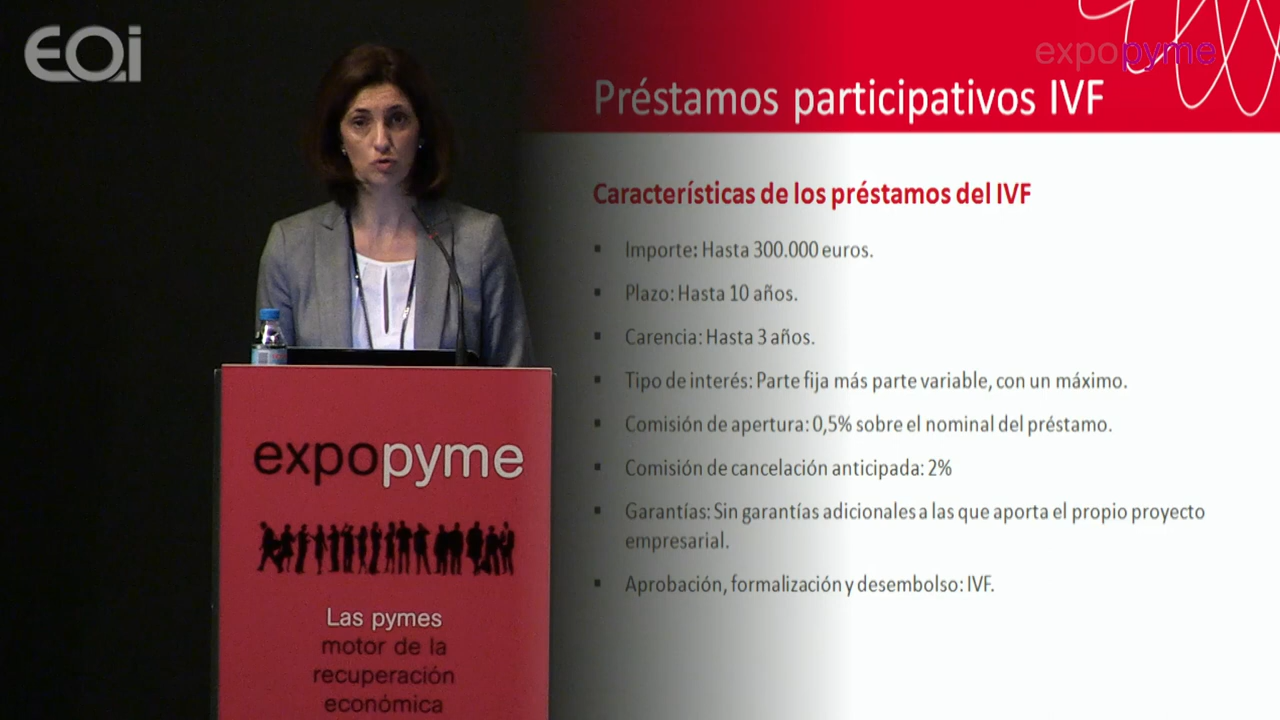 EOi
expopyme
Préstamos participativos IVF
Características de los préstamos del IVF
▪ Importe: Hasta 300.000 euros.
▪ Plazo: Hasta 10 años.
▪ Carencia: Hasta 3 años.
▪ Tipo de interés: Parte fija más parte variable, con un máximo.
▪ Comisión de apertura: 0,5% sobre el nominal del préstamo.
▪ Comisión de cancelación anticipada: 2%
▪ Garantías: Sin garantías adicionales a las que aporta el propio proyecto
empresarial.
▪ Aprobación, formalización y desembolso: IVF.
expopyme
Las pymes
motor de la
recuperación
económica